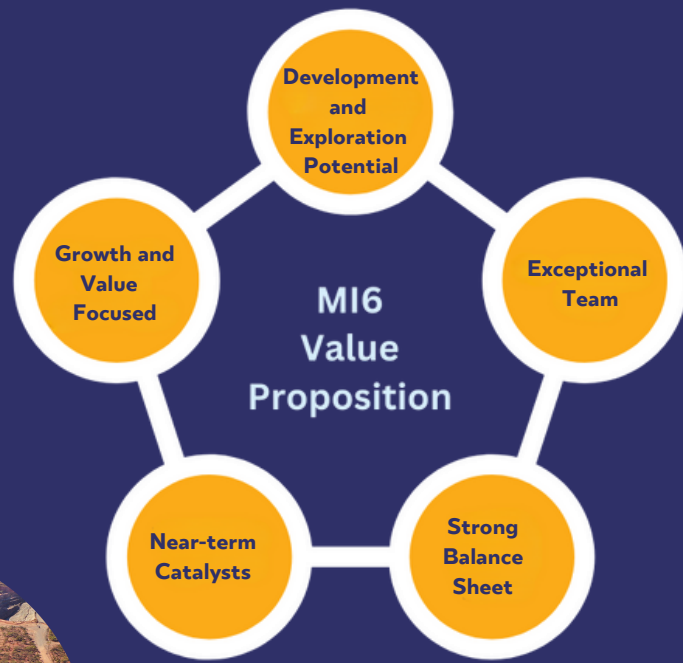 Development
and
Exploration
Potential
Growth and
Value
Focused
Exceptional
Team
MI6
Value
Proposition
Near-term
Catalysts
Strong
Balance
Sheet